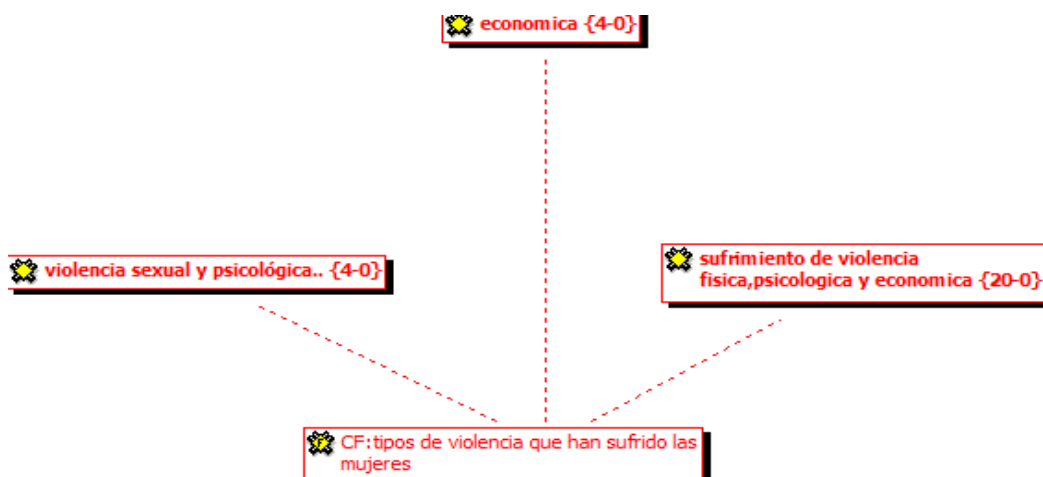 economica {4-0}
violencia sexual y psicológica.. {4-0}
sufrimiento de violencia
fisica,psicologica y economica {20-0}
CF:tipos de violencia que han sufrido las
mujeres